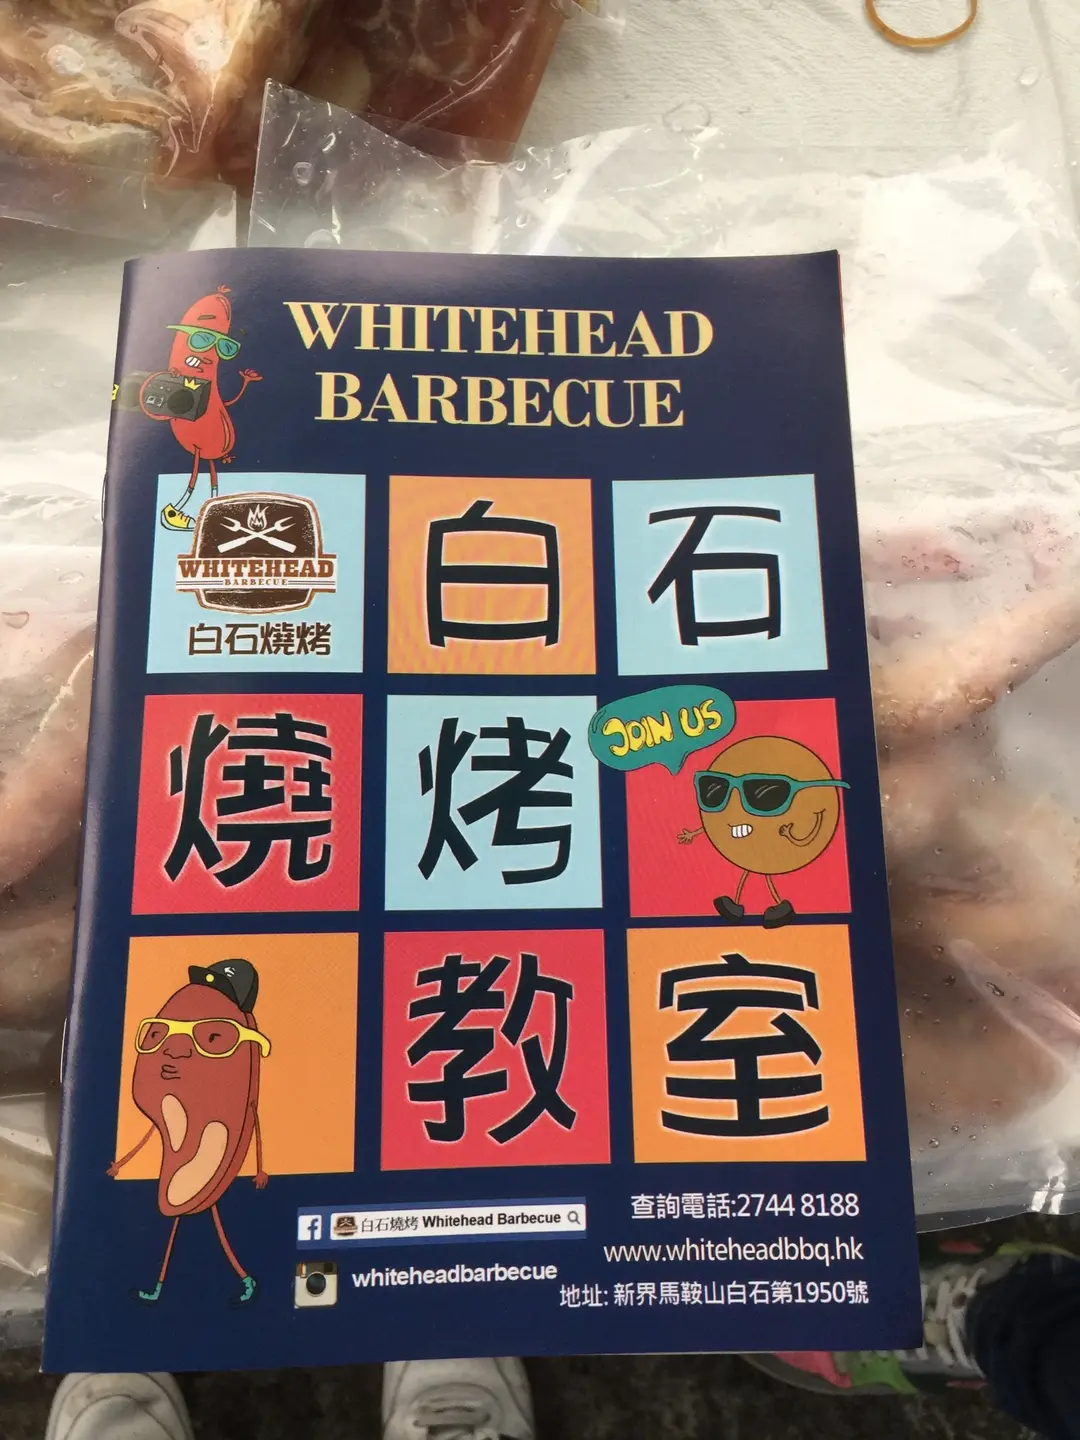 WHITEHEAD
BARBECUE
WHITEHEAD
BARBECUE
白石燒烤
白石
燒烤
JOIN US
教室
f 白石燒烤 Whitehead Barbecue
whiteheadbarbecue
查詢電話:2744 8188
www.whiteheadbbq.hk
地址: 新界馬鞍山白石第1950號